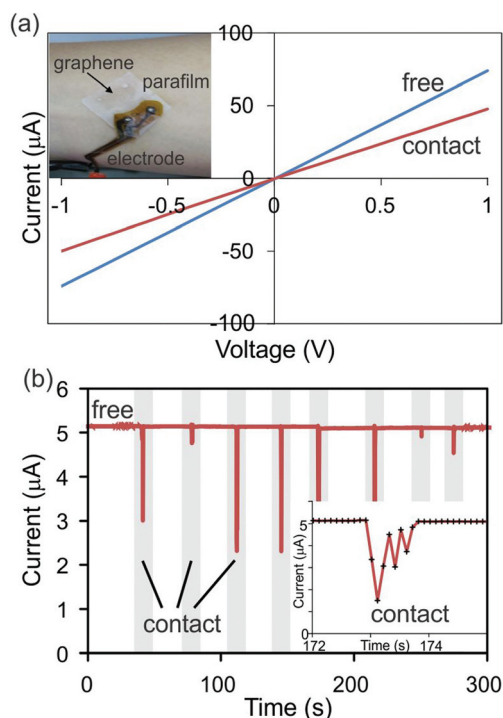 (a)
graphene
parafilm
electrode
Current (μA)
100
50
0
-50
-100
-1
-0.5
0
0.5
1
free
contact
Voltage (V)
(b)
free
Current (μA)
6
5
4
3
2
1
0
contact
0
100
200
300
Time (s)
Current (μA)
5
0
contact
172
Time (s)
174